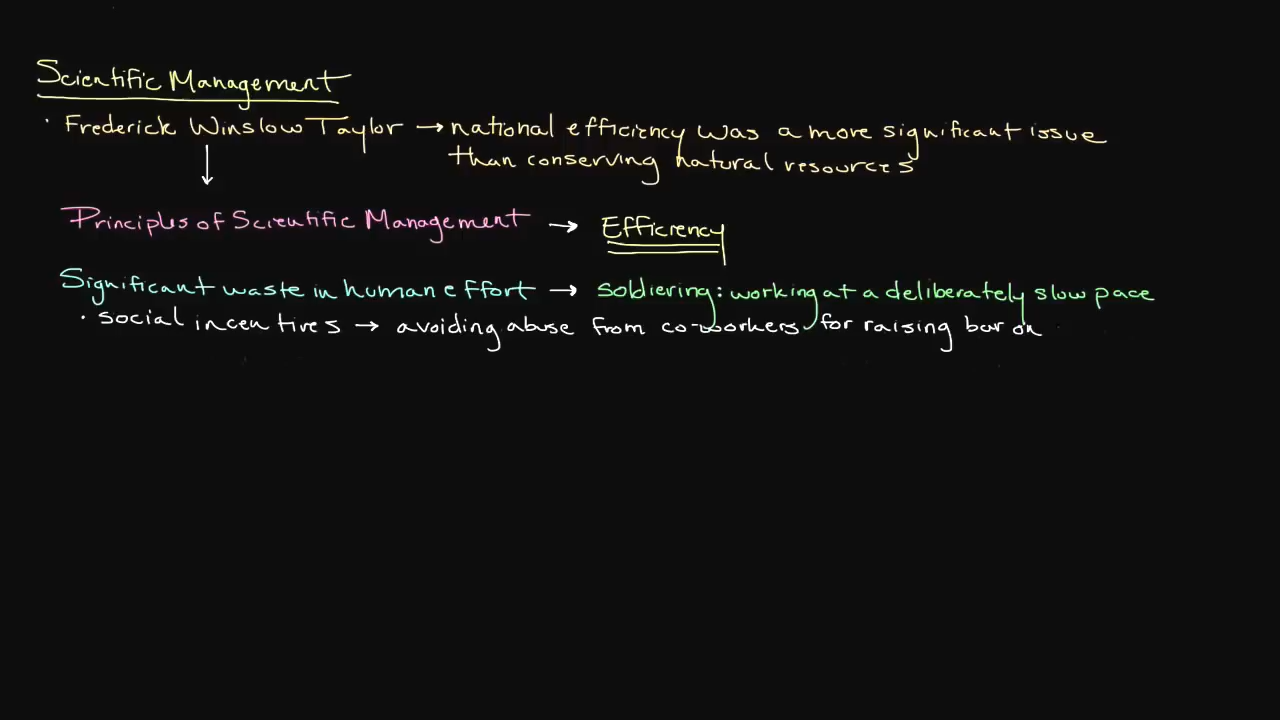 Scientific Management
· Frederick Winslow Taylor → national efficiency was a more significant issue
than conserving natural resources
↓
Principles of Scientific Management → Efficiency
Significant waste in human effort → soldiering: working at a deliberately slow pace
· social incentives → avoiding abuse from co-workers for raising bar on